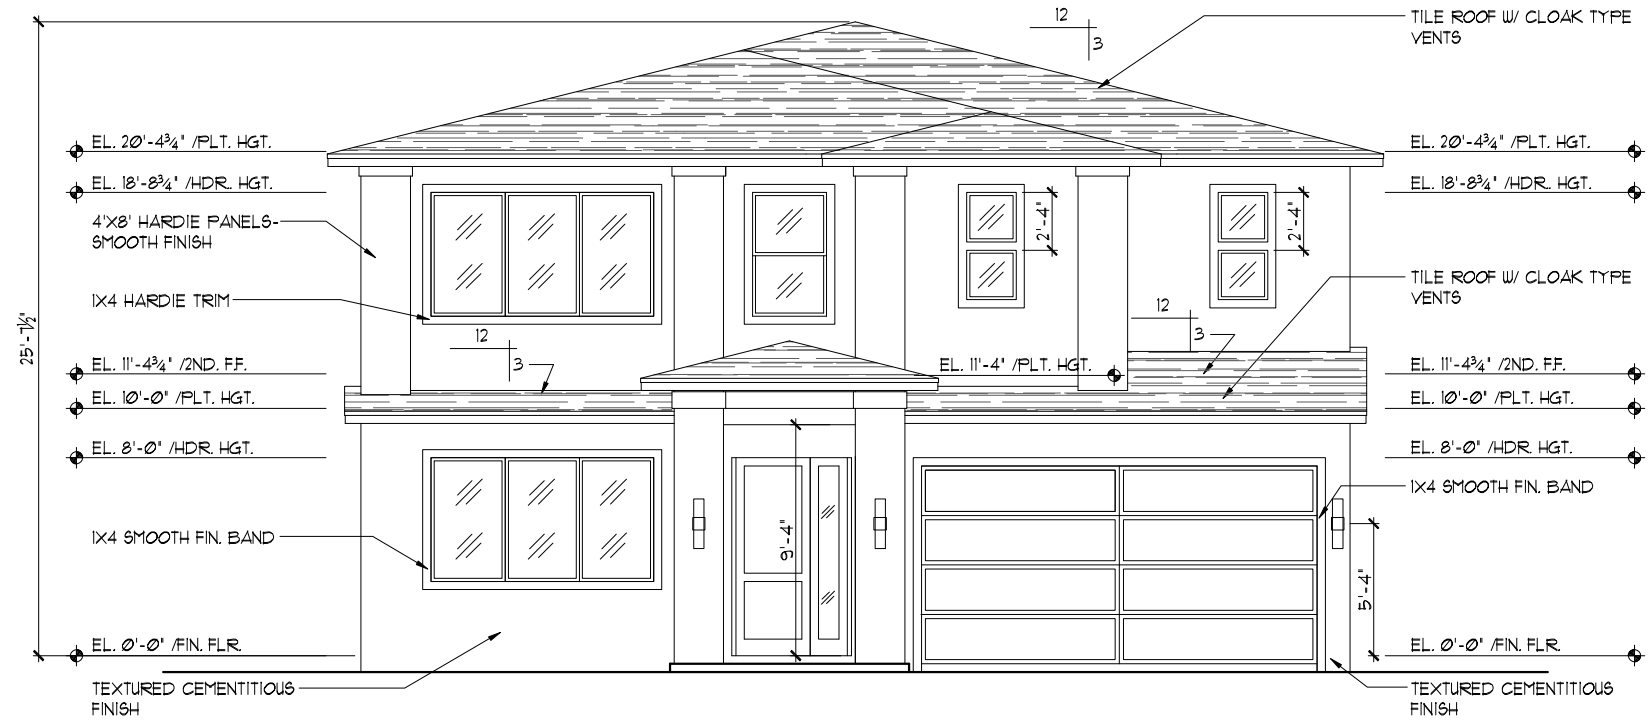 12
3
TILE ROOF W/ CLOAK TYPE
VENTS
EL. 20'-4¾" /PLT. HGT.
EL. 20'-4¾" /PLT. HGT.
EL. 18'-8¾" /HDR. HGT.
EL. 18'-8¾" /HDR. HGT.
4'X8' HARDIE PANELS-
SMOOTH FINISH
2'-4"
2'-4"
TILE ROOF W/ CLOAK TYPE
VENTS
1X4 HARDIE TRIM
25'-7½"
12
3
12
3
EL. 11'-4¾" /2ND. F.F.
EL. 11'-4" /PLT. HGT.
EL. 11'-4¾" /2ND. F.F.
EL. 10'-0" /PLT. HGT.
EL. 10'-0" /PLT. HGT.
EL. 8'-0" /HDR. HGT.
EL. 8'-0" /HDR. HGT.
1X4 SMOOTH FIN. BAND
1X4 SMOOTH FIN. BAND
9'-4"
5'-4"
EL. 0'-0" /FIN. FLR.
EL. 0'-0" /FIN. FLR.
TEXTURED CEMENTITIOUS
FINISH
TEXTURED CEMENTITIOUS
FINISH